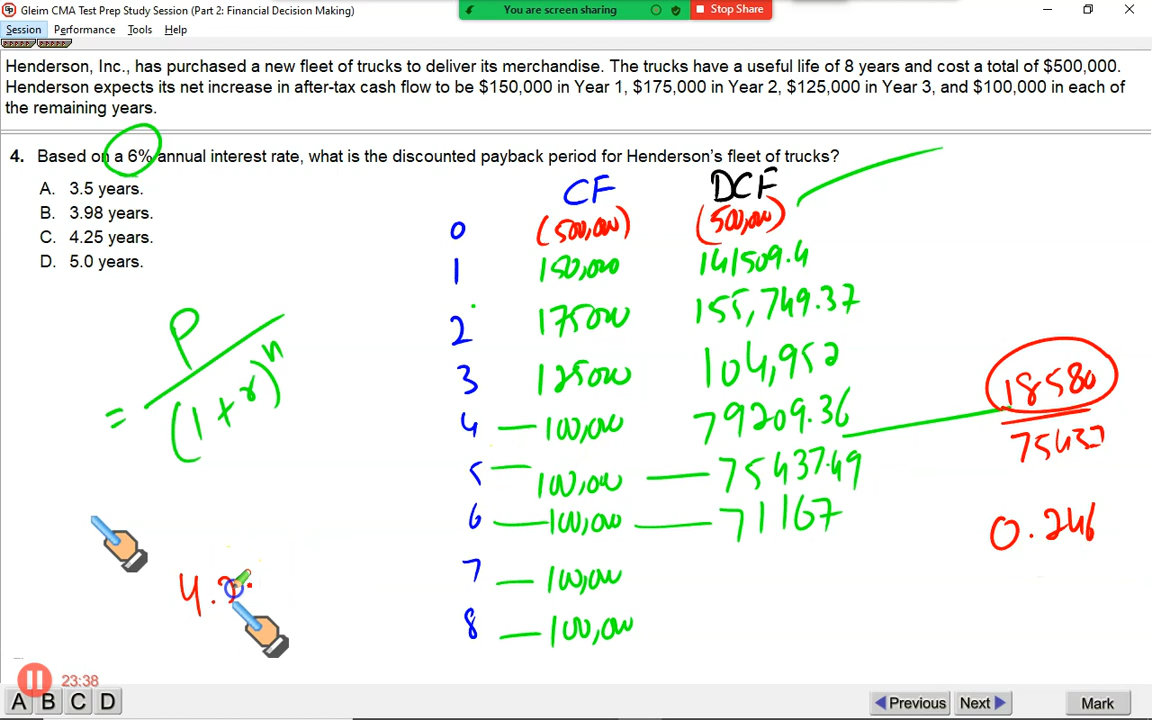 Gleim CMA Test Prep Study Session (Part 2: Financial Decision Making)
You are screen sharing
Stop Share
Session Performance Tools Help
Henderson, Inc., has purchased a new fleet of trucks to deliver its merchandise. The trucks have a useful life of 8 years and cost a total of $500,000.
Henderson expects its net increase in after-tax cash flow to be $150,000 in Year 1, $175,000 in Year 2, $125,000 in Year 3, and $100,000 in each of
the remaining years.
4. Based on a 6% annual interest rate, what is the discounted payback period for Henderson's fleet of trucks?
A. 3.5 years.
B. 3.98 years.
C. 4.25 years.
D. 5.0 years.
CF DCF
0 (500,000) (500,000)
1 150,000 141509.4
2 175000 155,749.37
3 125000 104,952
4 — 100,000 79209.36
5 — 100,000 — 75437.49
6 — 100,000 — 71167
7 — 100,000
8 — 100,000
P
= (1+r)n
18580
75437
0.246
4.2
23:38
A B C D
Previous Next Mark